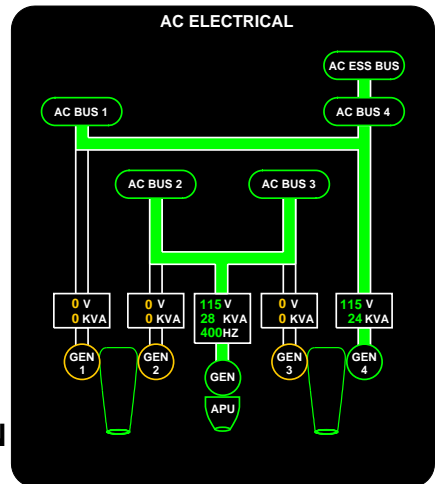 AC ELECTRICAL
AC ESS BUS
AC BUS 1
AC BUS 4
AC BUS 2
AC BUS 3
0 V
0 KVA
0 V
0 KVA
115 V
28 KVA
400HZ
0 V
0 KVA
115 V
24 KVA
GEN 1
GEN 2
GEN
GEN 3
GEN 4
APU